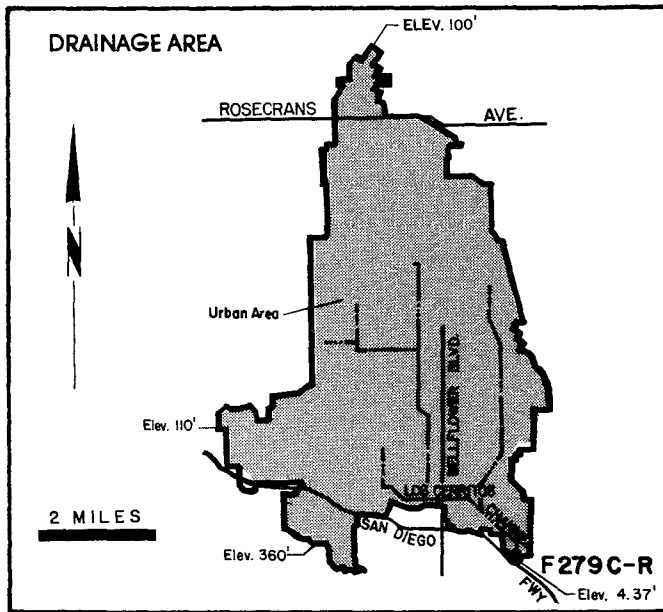 DRAINAGE AREA
ELEV. 100'
ROSECRANS AVE.
N
Urban Area
BELLFLOWER BLVD.
Elev. 110'
LOS CERRITOS
CHANNEL
2 MILES
SAN DIEGO
FWY
Elev. 360'
F279C-R
Elev. 4.37'